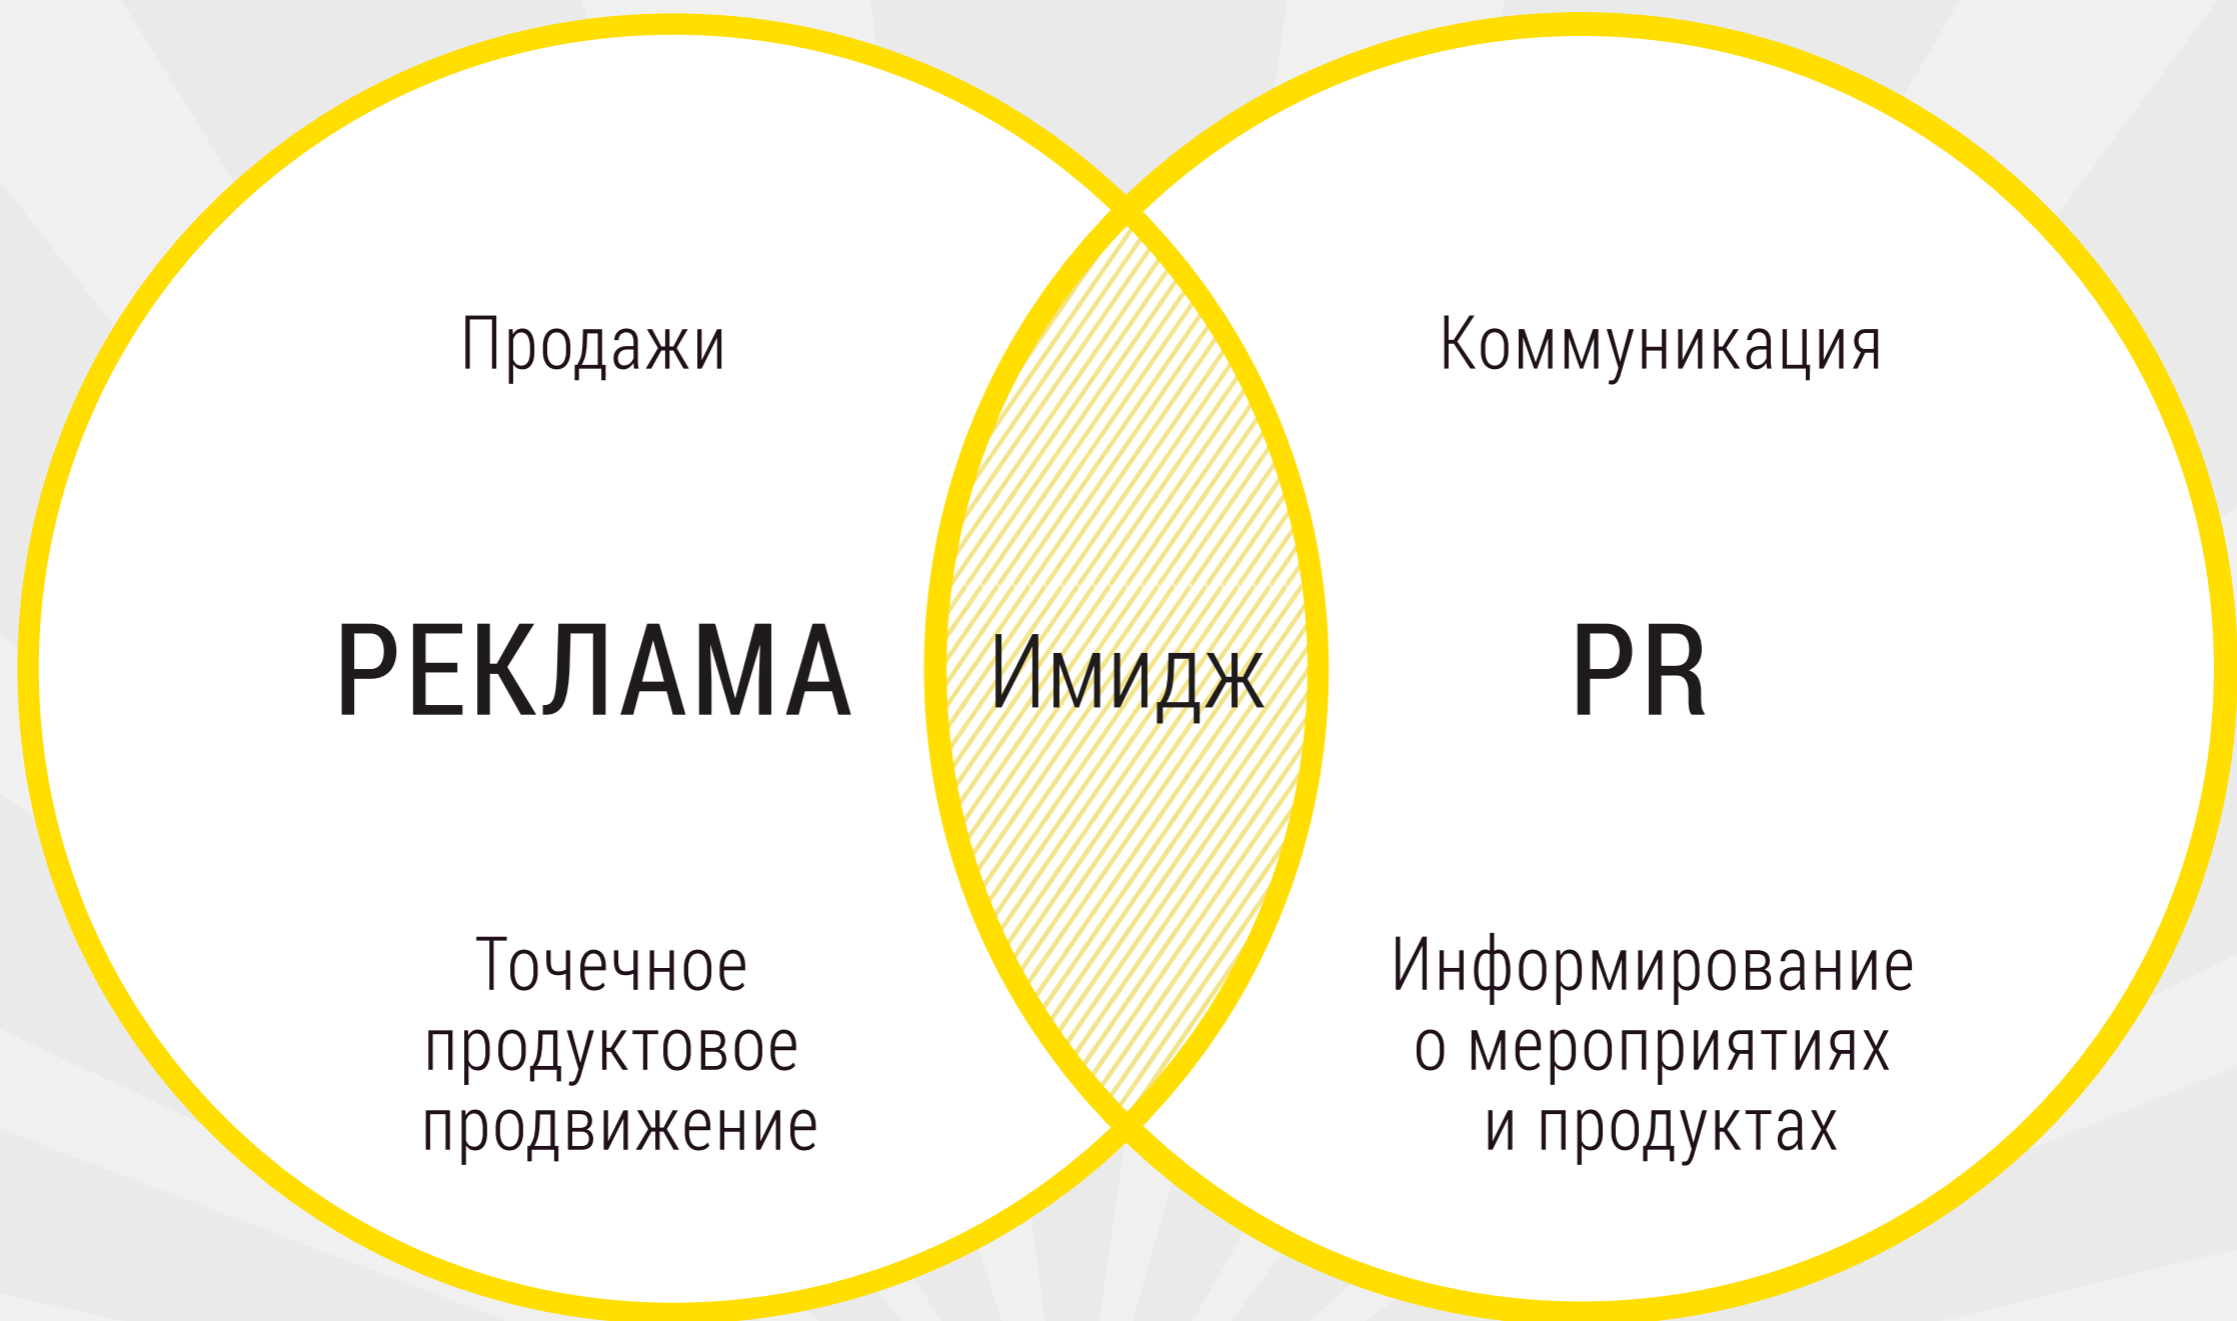 Продажи
Коммуникация
РЕКЛАМА
Имидж
PR
Точечное
продуктовое
продвижение
Информирование
о мероприятиях
и продуктах